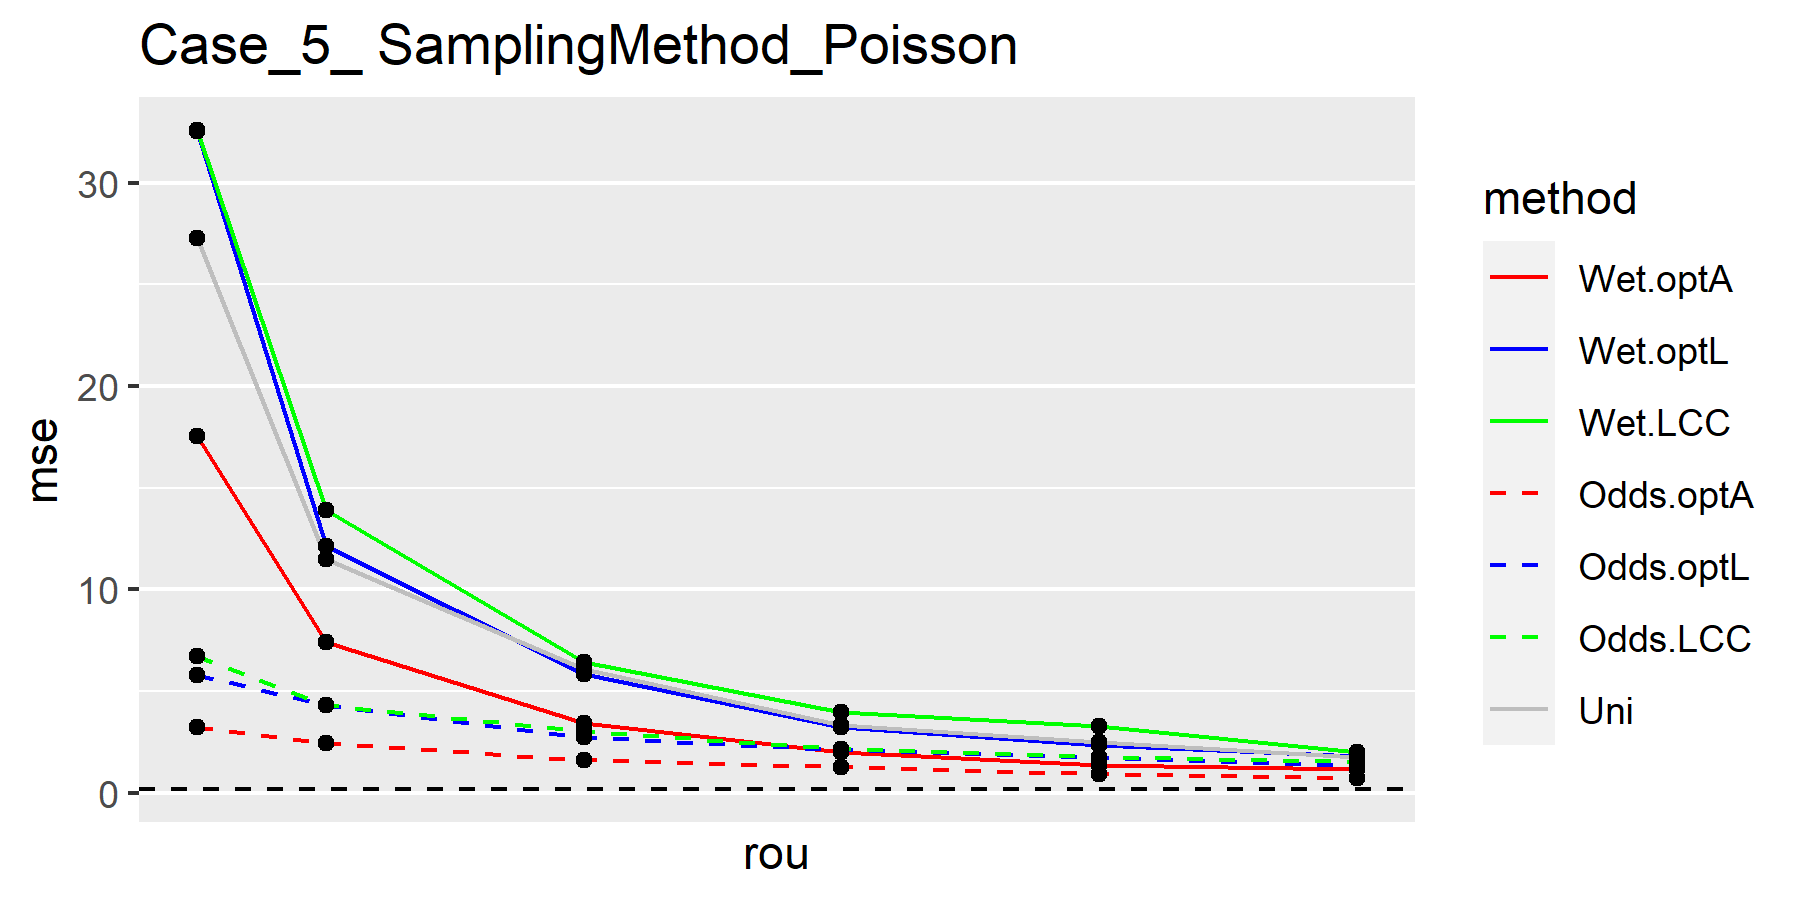 Case_5_ SamplingMethod_Poisson
30
20
10
0
mse
rou
method
Wet.optA
Wet.optL
Wet.LCC
Odds.optA
Odds.optL
Odds.LCC
Uni